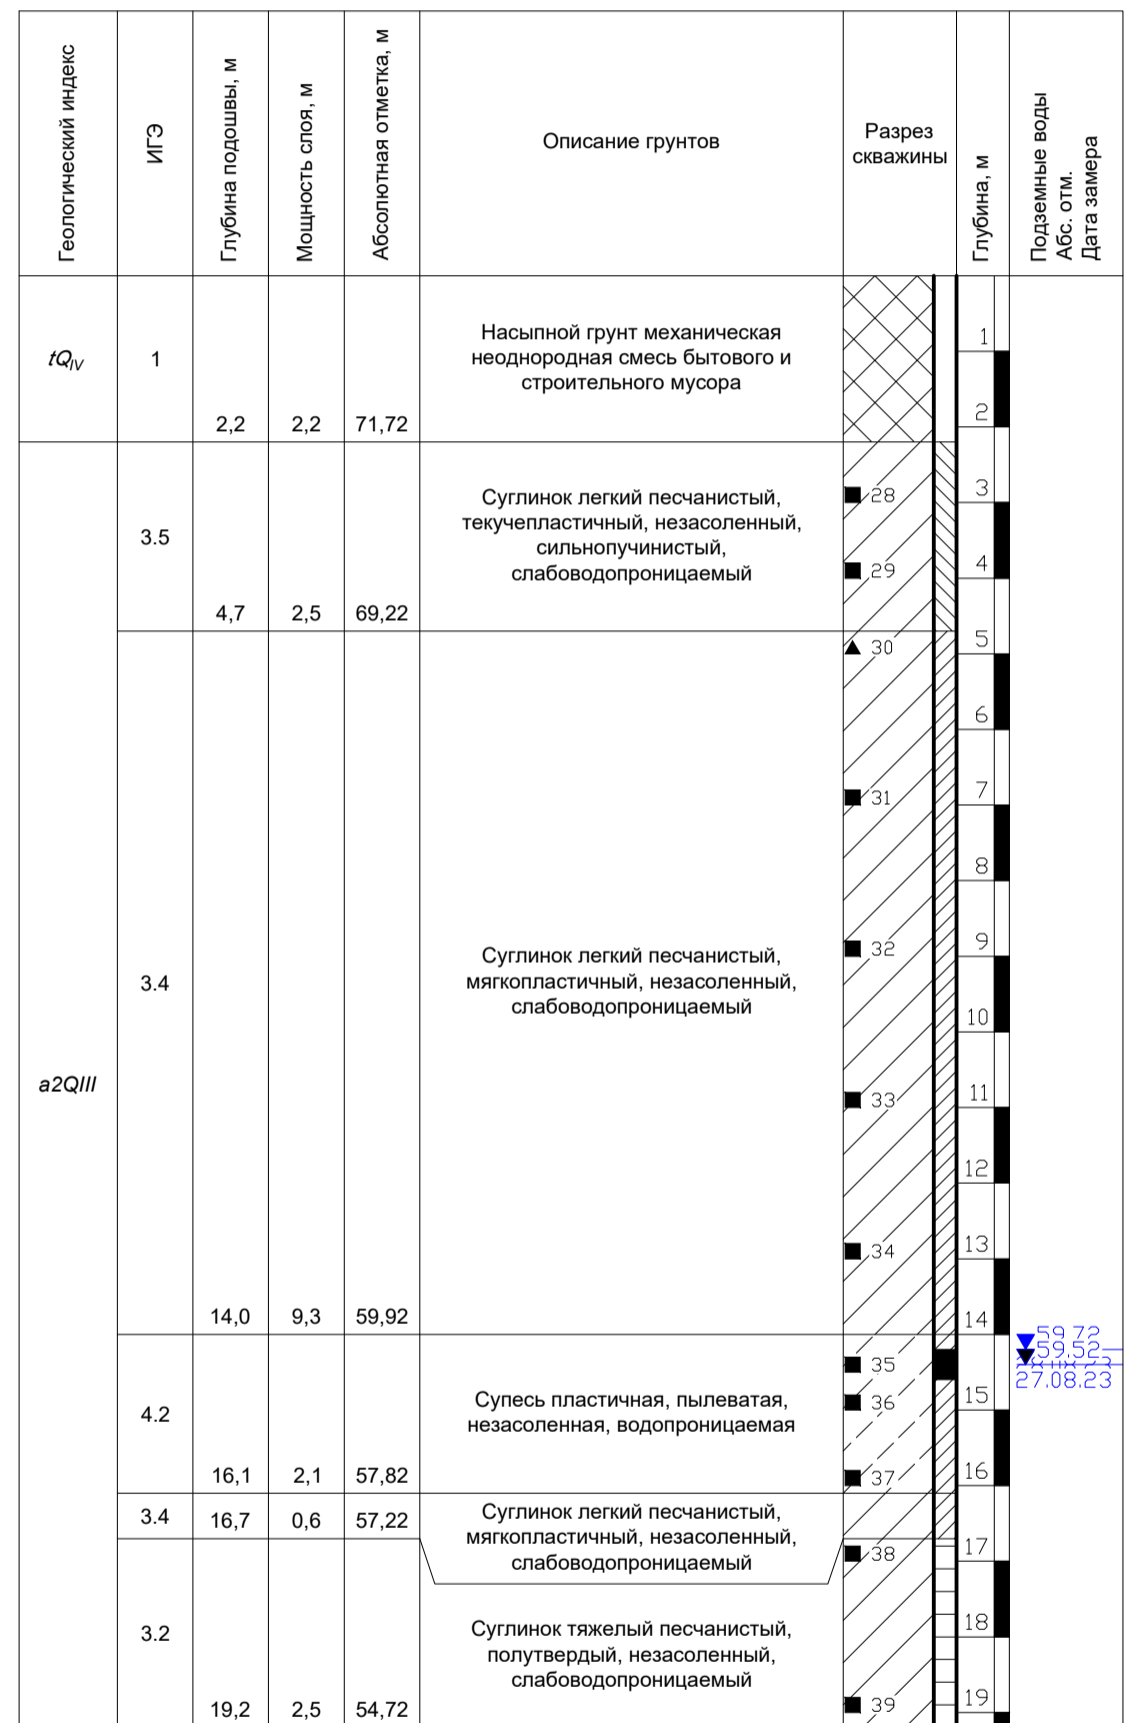 Геологический индекс
ИГЭ
Глубина подошвы, м
Мощность слоя, м
Абсолютная отметка, м
Описание грунтов
Разрез
скважины
Глубина, м
Подземные воды
Абс. отм.
Дата замера
tQIV
1
2,2
2,2
71,72
Насыпной грунт механическая
неоднородная смесь бытового и
строительного мусора
1
2
a2QIII
3.5
4,7
2,5
69,22
Суглинок легкий песчанистый,
текучепластичный, незасоленный,
сильнопучинистый,
слабоводопроницаемый
28
29
3
4
3.4
14,0
9,3
59,92
Суглинок легкий песчанистый,
мягкопластичный, незасоленный,
слабоводопроницаемый
30
31
32
33
34
5
6
7
8
9
10
11
12
13
14
4.2
16,1
2,1
57,82
Супесь пластичная, пылеватая,
незасоленная, водопроницаемая
35
36
37
15
16
59.72
59.52
27.08.23
3.4
16,7
0,6
57,22
Суглинок легкий песчанистый,
мягкопластичный, незасоленный,
слабоводопроницаемый
3.2
19,2
2,5
54,72
Суглинок тяжелый песчанистый,
полутвердый, незасоленный,
слабоводопроницаемый
38
39
17
18
19